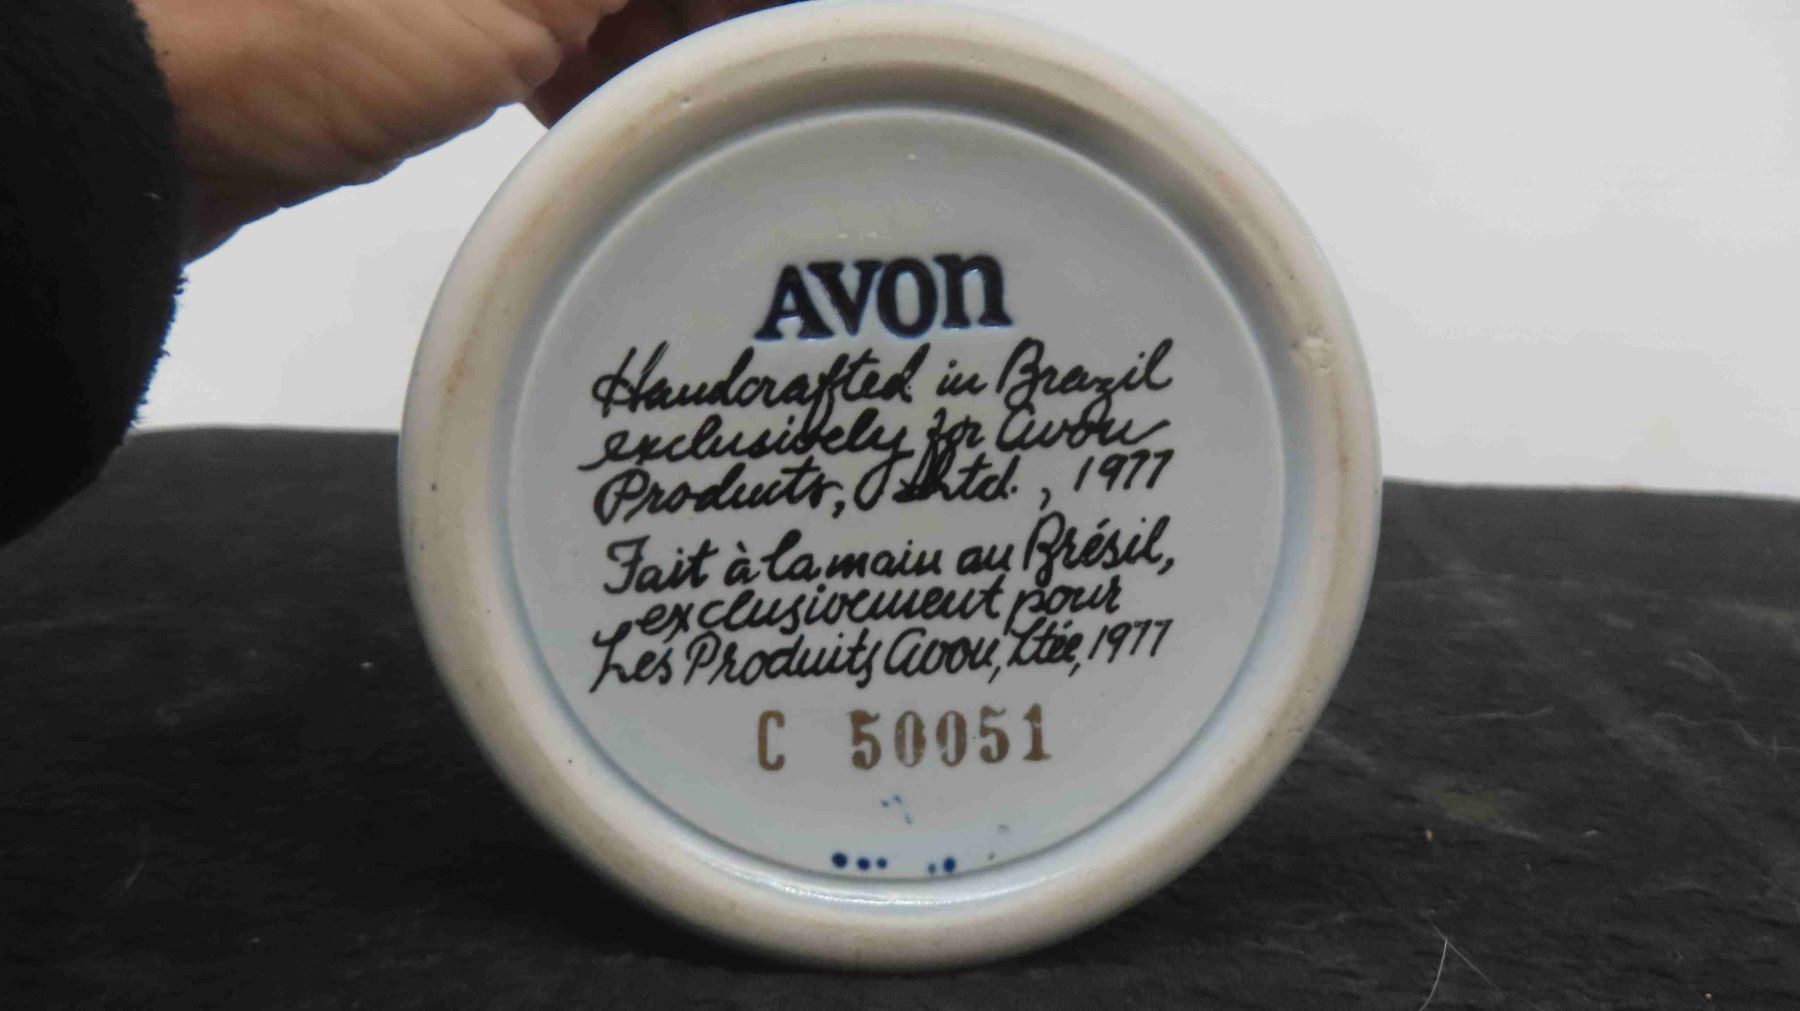 AVON
Handcrafted in Brazil
exclusively for Avon
Products, Ltd., 1977
Fait à la main au Brésil,
exclusivement pour
Les Produits Avon, Ltée, 1977
C 50051